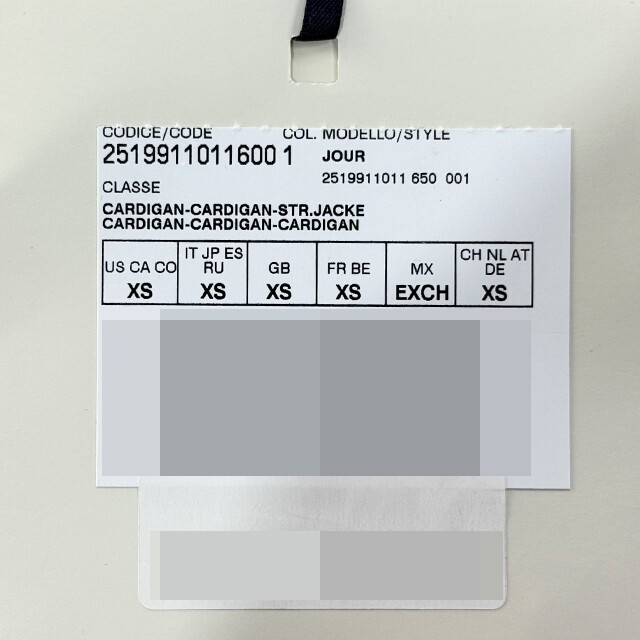 CODICE/CODE COL. MODELLO/STYLE
2519911011600 1 JOUR
2519911011 650 001
CLASSE
CARDIGAN-CARDIGAN-STR.JACKE
CARDIGAN-CARDIGAN-CARDIGAN
US CA CO IT JP ES RU GB FR BE MX CH NL AT DE
XS XS XS XS EXCH XS